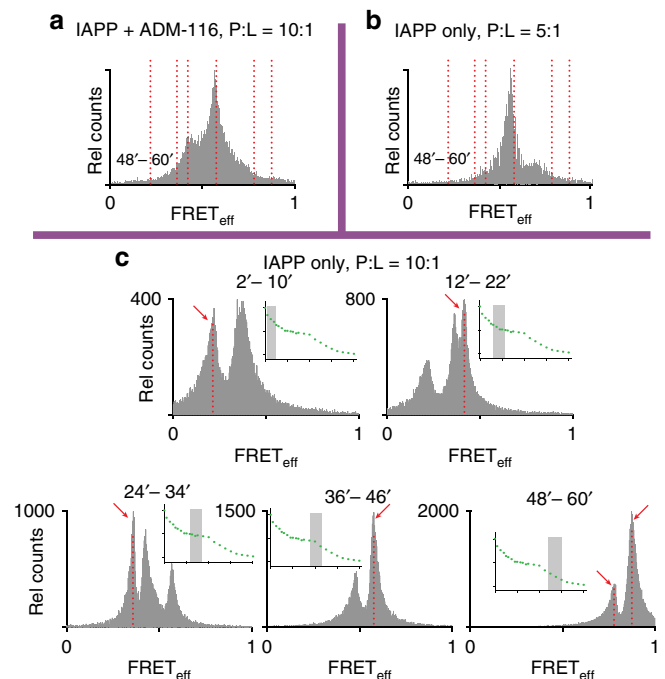 a IAPP + ADM-116, P:L = 10:1
Rel counts
48′– 60′
0 1
FRETeff
b IAPP only, P:L = 5:1
Rel counts
48′– 60′
0 1
FRETeff
c IAPP only, P:L = 10:1
2′– 10′
400
Rel counts
0 1
FRETeff
12′– 22′
800
0 1
FRETeff
24′– 34′
1000
Rel counts
0 1
FRETeff
36′– 46′
1500
0 1
FRETeff
48′– 60′
2000
0 1
FRETeff